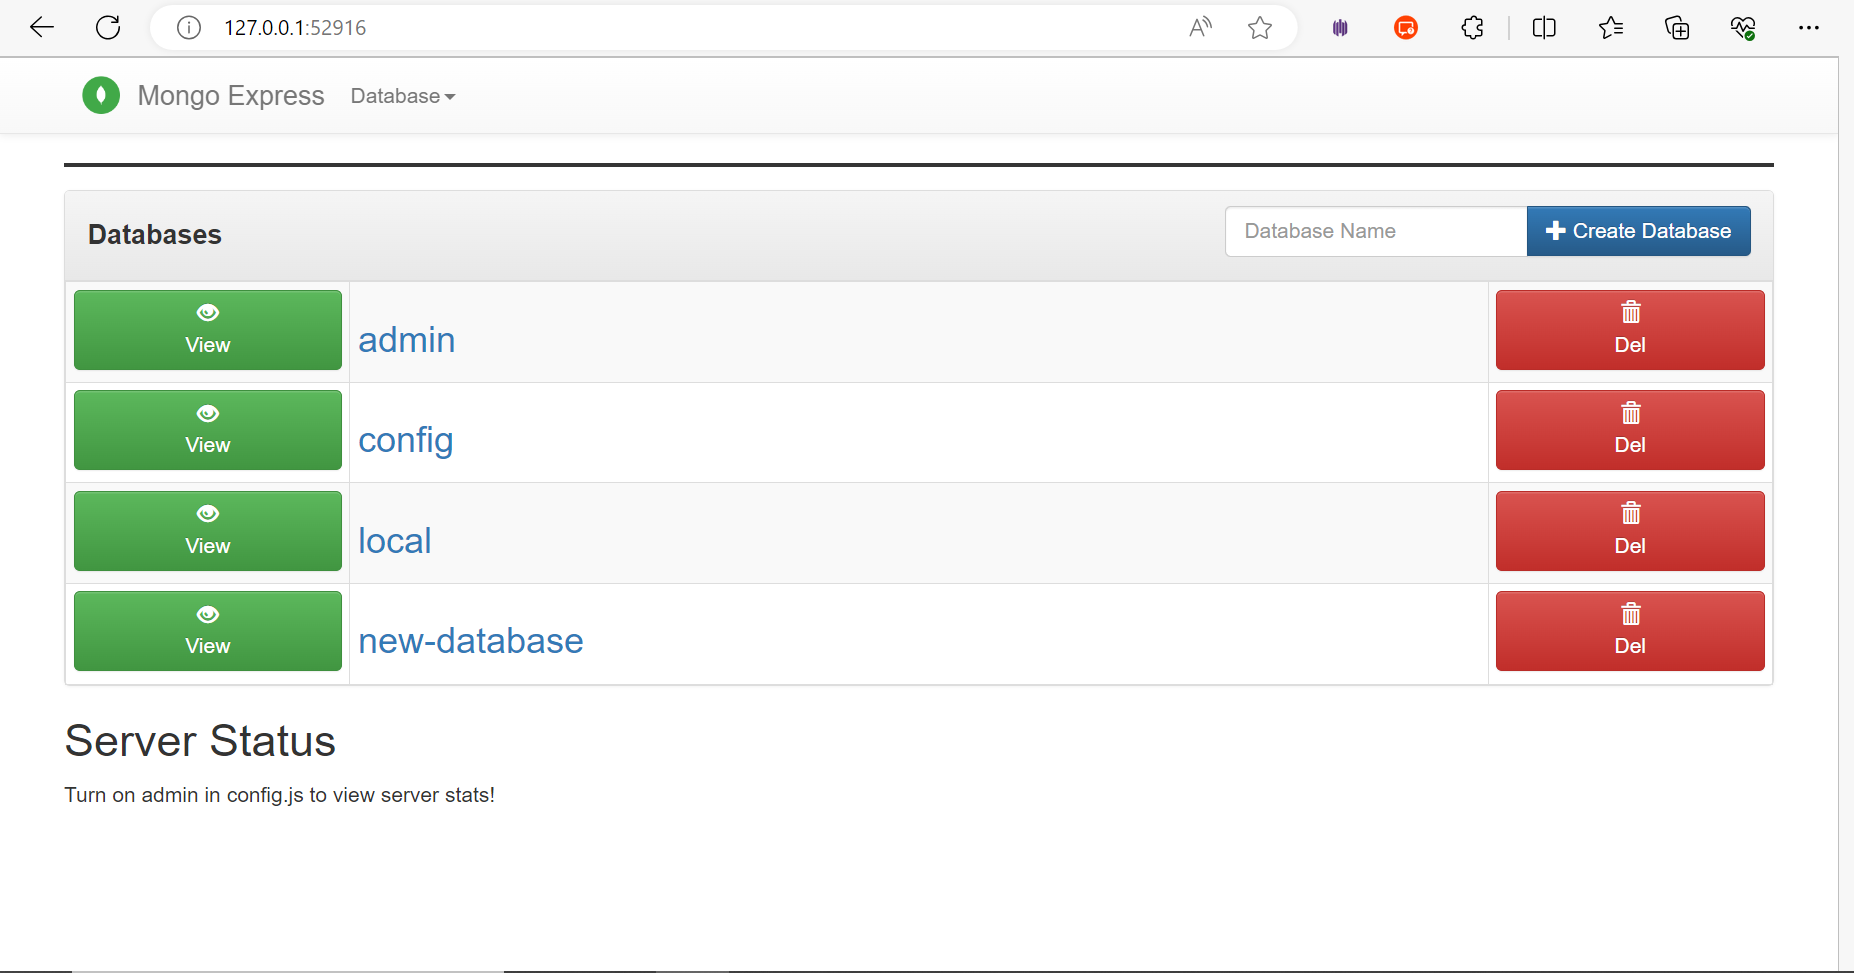 127.0.0.1:52916
Mongo Express Database
Databases
Database Name
Create Database
View admin Del
View config Del
View local Del
View new-database Del
Server Status
Turn on admin in config.js to view server stats!